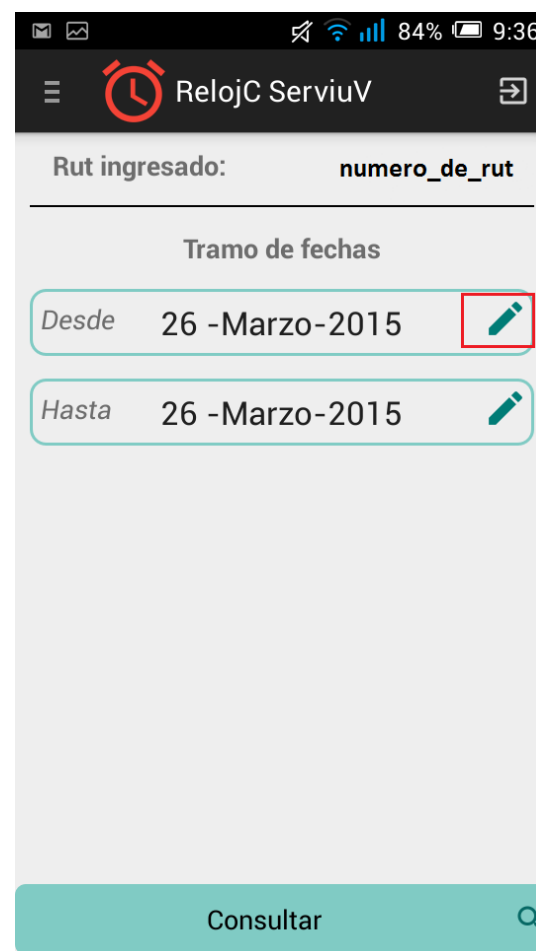 84% 9:36
RelojC ServiuV
Rut ingresado: numero_de_rut
Tramo de fechas
Desde 26 -Marzo-2015
Hasta 26 -Marzo-2015
Consultar